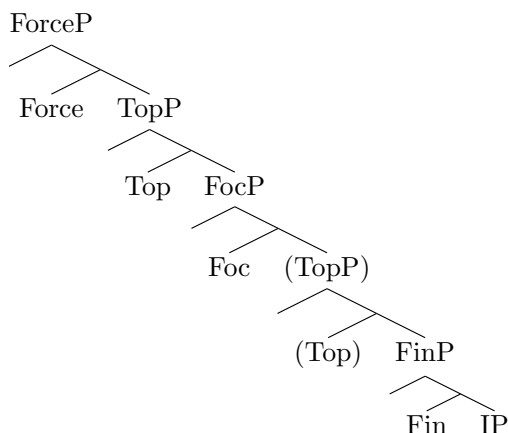 ForceP
Force TopP
Top FocP
Foc (TopP)
(Top) FinP
Fin IP